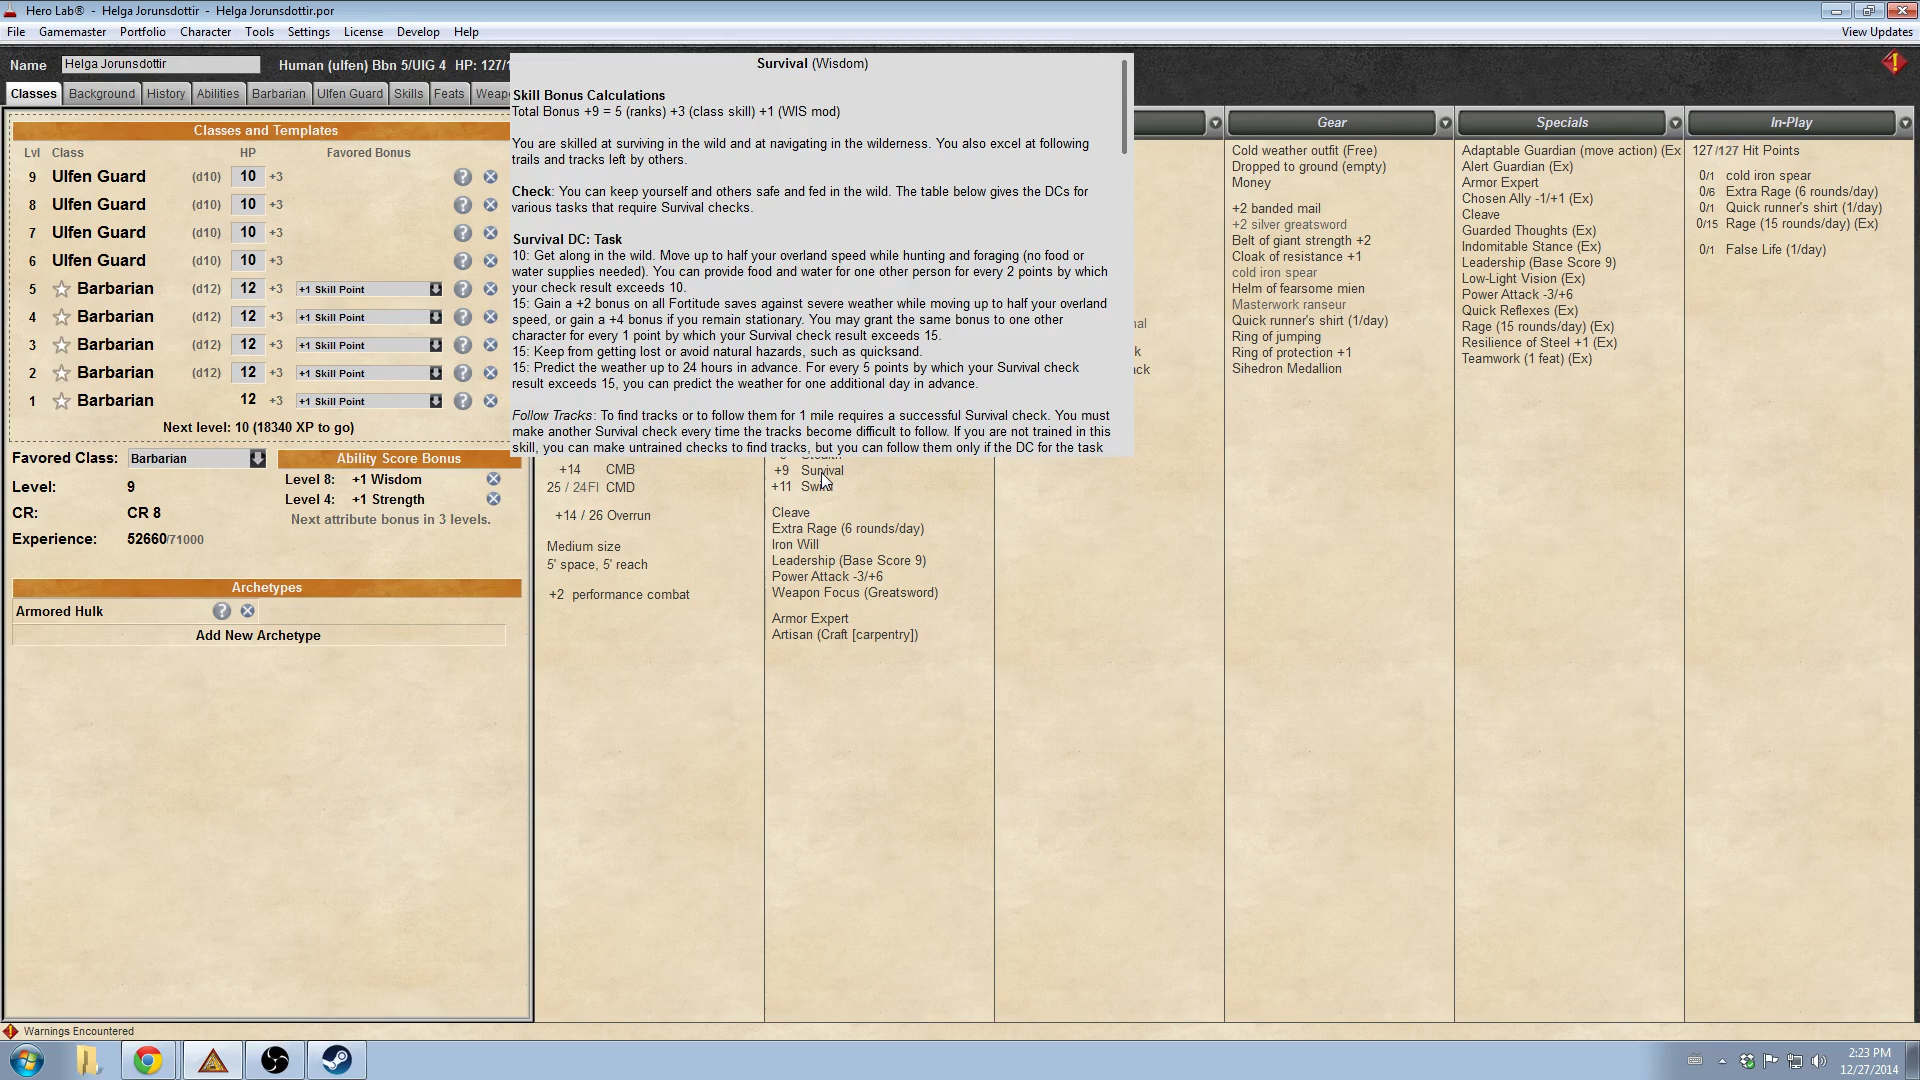 Hero Lab® - Helga Jorunsdottir - Helga Jorunsdottir.por
File Gamemaster Portfolio Character Tools Settings License Develop Help View Updates
Name Helga Jorunsdottir Human (ulfen) Bbn 5/UIG 4 HP: 127/1
Classes Background History Abilities Barbarian Ulfen Guard Skills Feats Weap
Classes and Templates
Lvl Class HP Favored Bonus
9 Ulfen Guard (d10) 10 +3
8 Ulfen Guard (d10) 10 +3
7 Ulfen Guard (d10) 10 +3
6 Ulfen Guard (d10) 10 +3
5 Barbarian (d12) 12 +3 +1 Skill Point
4 Barbarian (d12) 12 +3 +1 Skill Point
3 Barbarian (d12) 12 +3 +1 Skill Point
2 Barbarian (d12) 12 +3 +1 Skill Point
1 Barbarian 12 +3 +1 Skill Point
Next level: 10 (18340 XP to go)
Favored Class: Barbarian
Level: 9
CR: CR 8
Experience: 52660/71000
Ability Score Bonus
Level 8: +1 Wisdom
Level 4: +1 Strength
Next attribute bonus in 3 levels.
Archetypes
Armored Hulk
Add New Archetype
Survival (Wisdom)
Skill Bonus Calculations
Total Bonus +9 = 5 (ranks) +3 (class skill) +1 (WIS mod)
You are skilled at surviving in the wild and at navigating in the wilderness. You also excel at following
trails and tracks left by others.
Check: You can keep yourself and others safe and fed in the wild. The table below gives the DCs for
various tasks that require Survival checks.
Survival DC: Task
10: Get along in the wild. Move up to half your overland speed while hunting and foraging (no food or
water supplies needed). You can provide food and water for one other person for every 2 points by which
your check result exceeds 10.
15: Gain a +2 bonus on all Fortitude saves against severe weather while moving up to half your overland
speed, or gain a +4 bonus if you remain stationary. You may grant the same bonus to one other
character for every 1 point by which your Survival check result exceeds 15.
15: Keep from getting lost or avoid natural hazards, such as quicksand.
15: Predict the weather up to 24 hours in advance. For every 5 points by which your Survival check
result exceeds 15, you can predict the weather for one additional day in advance.
Follow Tracks: To find tracks or to follow them for 1 mile requires a successful Survival check. You must
make another Survival check every time the tracks become difficult to follow. If you are not trained in this
skill, you can make untrained checks to find tracks, but you can follow them only if the DC for the task
+14 CMB
25 / 24Fl CMD
+14 / 26 Overrun
Medium size
5' space, 5' reach
+2 performance combat
+9 Survival
+11 Swim
Cleave
Extra Rage (6 rounds/day)
Iron Will
Leadership (Base Score 9)
Power Attack -3/+6
Weapon Focus (Greatsword)
Armor Expert
Artisan (Craft [carpentry])
nal
k
ack
Gear
Cold weather outfit (Free)
Dropped to ground (empty)
Money
+2 banded mail
+2 silver greatsword
Belt of giant strength +2
Cloak of resistance +1
cold iron spear
Helm of fearsome mien
Masterwork ranseur
Quick runner's shirt (1/day)
Ring of jumping
Ring of protection +1
Sihedron Medallion
Specials
Adaptable Guardian (move action) (Ex
Alert Guardian (Ex)
Armor Expert
Chosen Ally -1/+1 (Ex)
Cleave
Guarded Thoughts (Ex)
Indomitable Stance (Ex)
Leadership (Base Score 9)
Low-Light Vision (Ex)
Power Attack -3/+6
Quick Reflexes (Ex)
Rage (15 rounds/day) (Ex)
Resilience of Steel +1 (Ex)
Teamwork (1 feat) (Ex)
In-Play
127/127 Hit Points
0/1 cold iron spear
0/6 Extra Rage (6 rounds/day)
0/1 Quick runner's shirt (1/day)
0/15 Rage (15 rounds/day) (Ex)
0/1 False Life (1/day)
Warnings Encountered
2:23 PM
12/27/2014